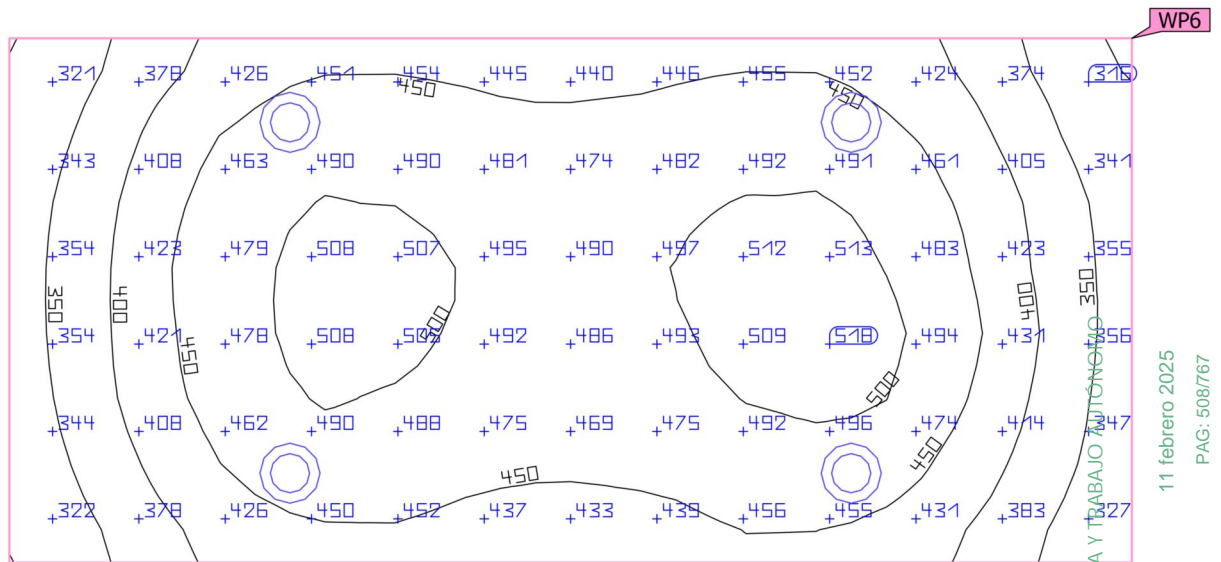 WP6
321 378 426 451 454 445 440 446 455 452 424 374
450 450
343 408 463 490 490 481 474 482 492 491 461 405 341
354 423 479 508 507 495 490 497 512 513 483 423 355
350 400 450 500 400 350
354 421 478 508 492 486 493 509 518 494 431 356
500
344 408 462 490 488 475 469 475 492 496 474 414 347
450 450
322 378 426 450 452 437 433 439 456 455 431 383 327
A Y TRABAJO AUTÓNOMO
11 febrero 2025
PAG: 508/767